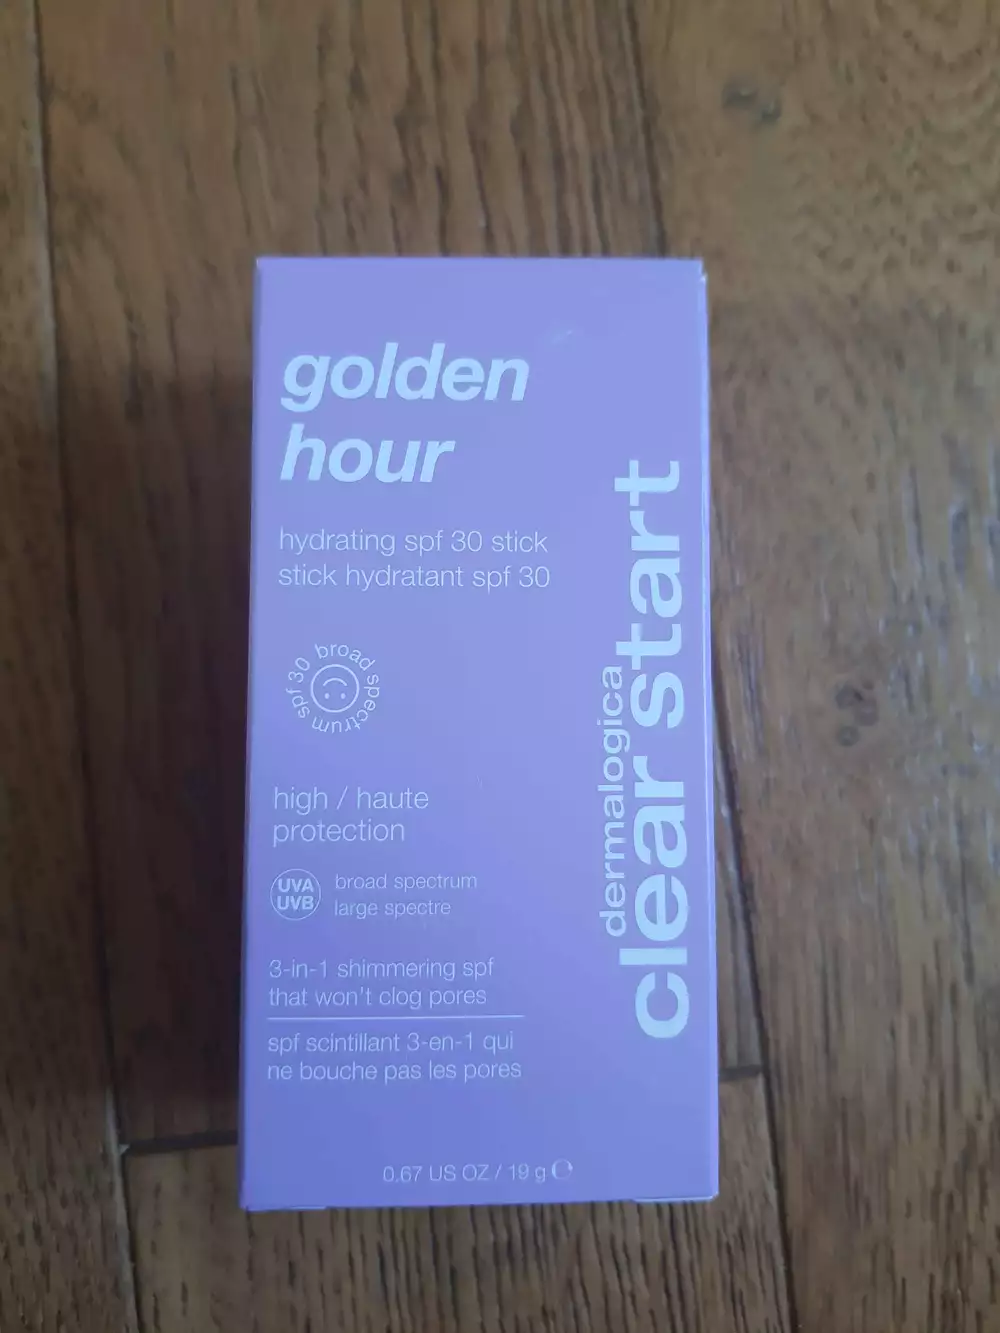 golden
hour
hydrating spf 30 stick
stick hydratant spf 30
spf 30 broad spectrum
high / haute
protection
UVA
UVB
broad spectrum
large spectre
3-in-1 shimmering spf
that won't clog pores
spf scintillant 3-en-1 qui
ne bouche pas les pores
0.67 US OZ / 19 g ℮
dermalogica
clear start